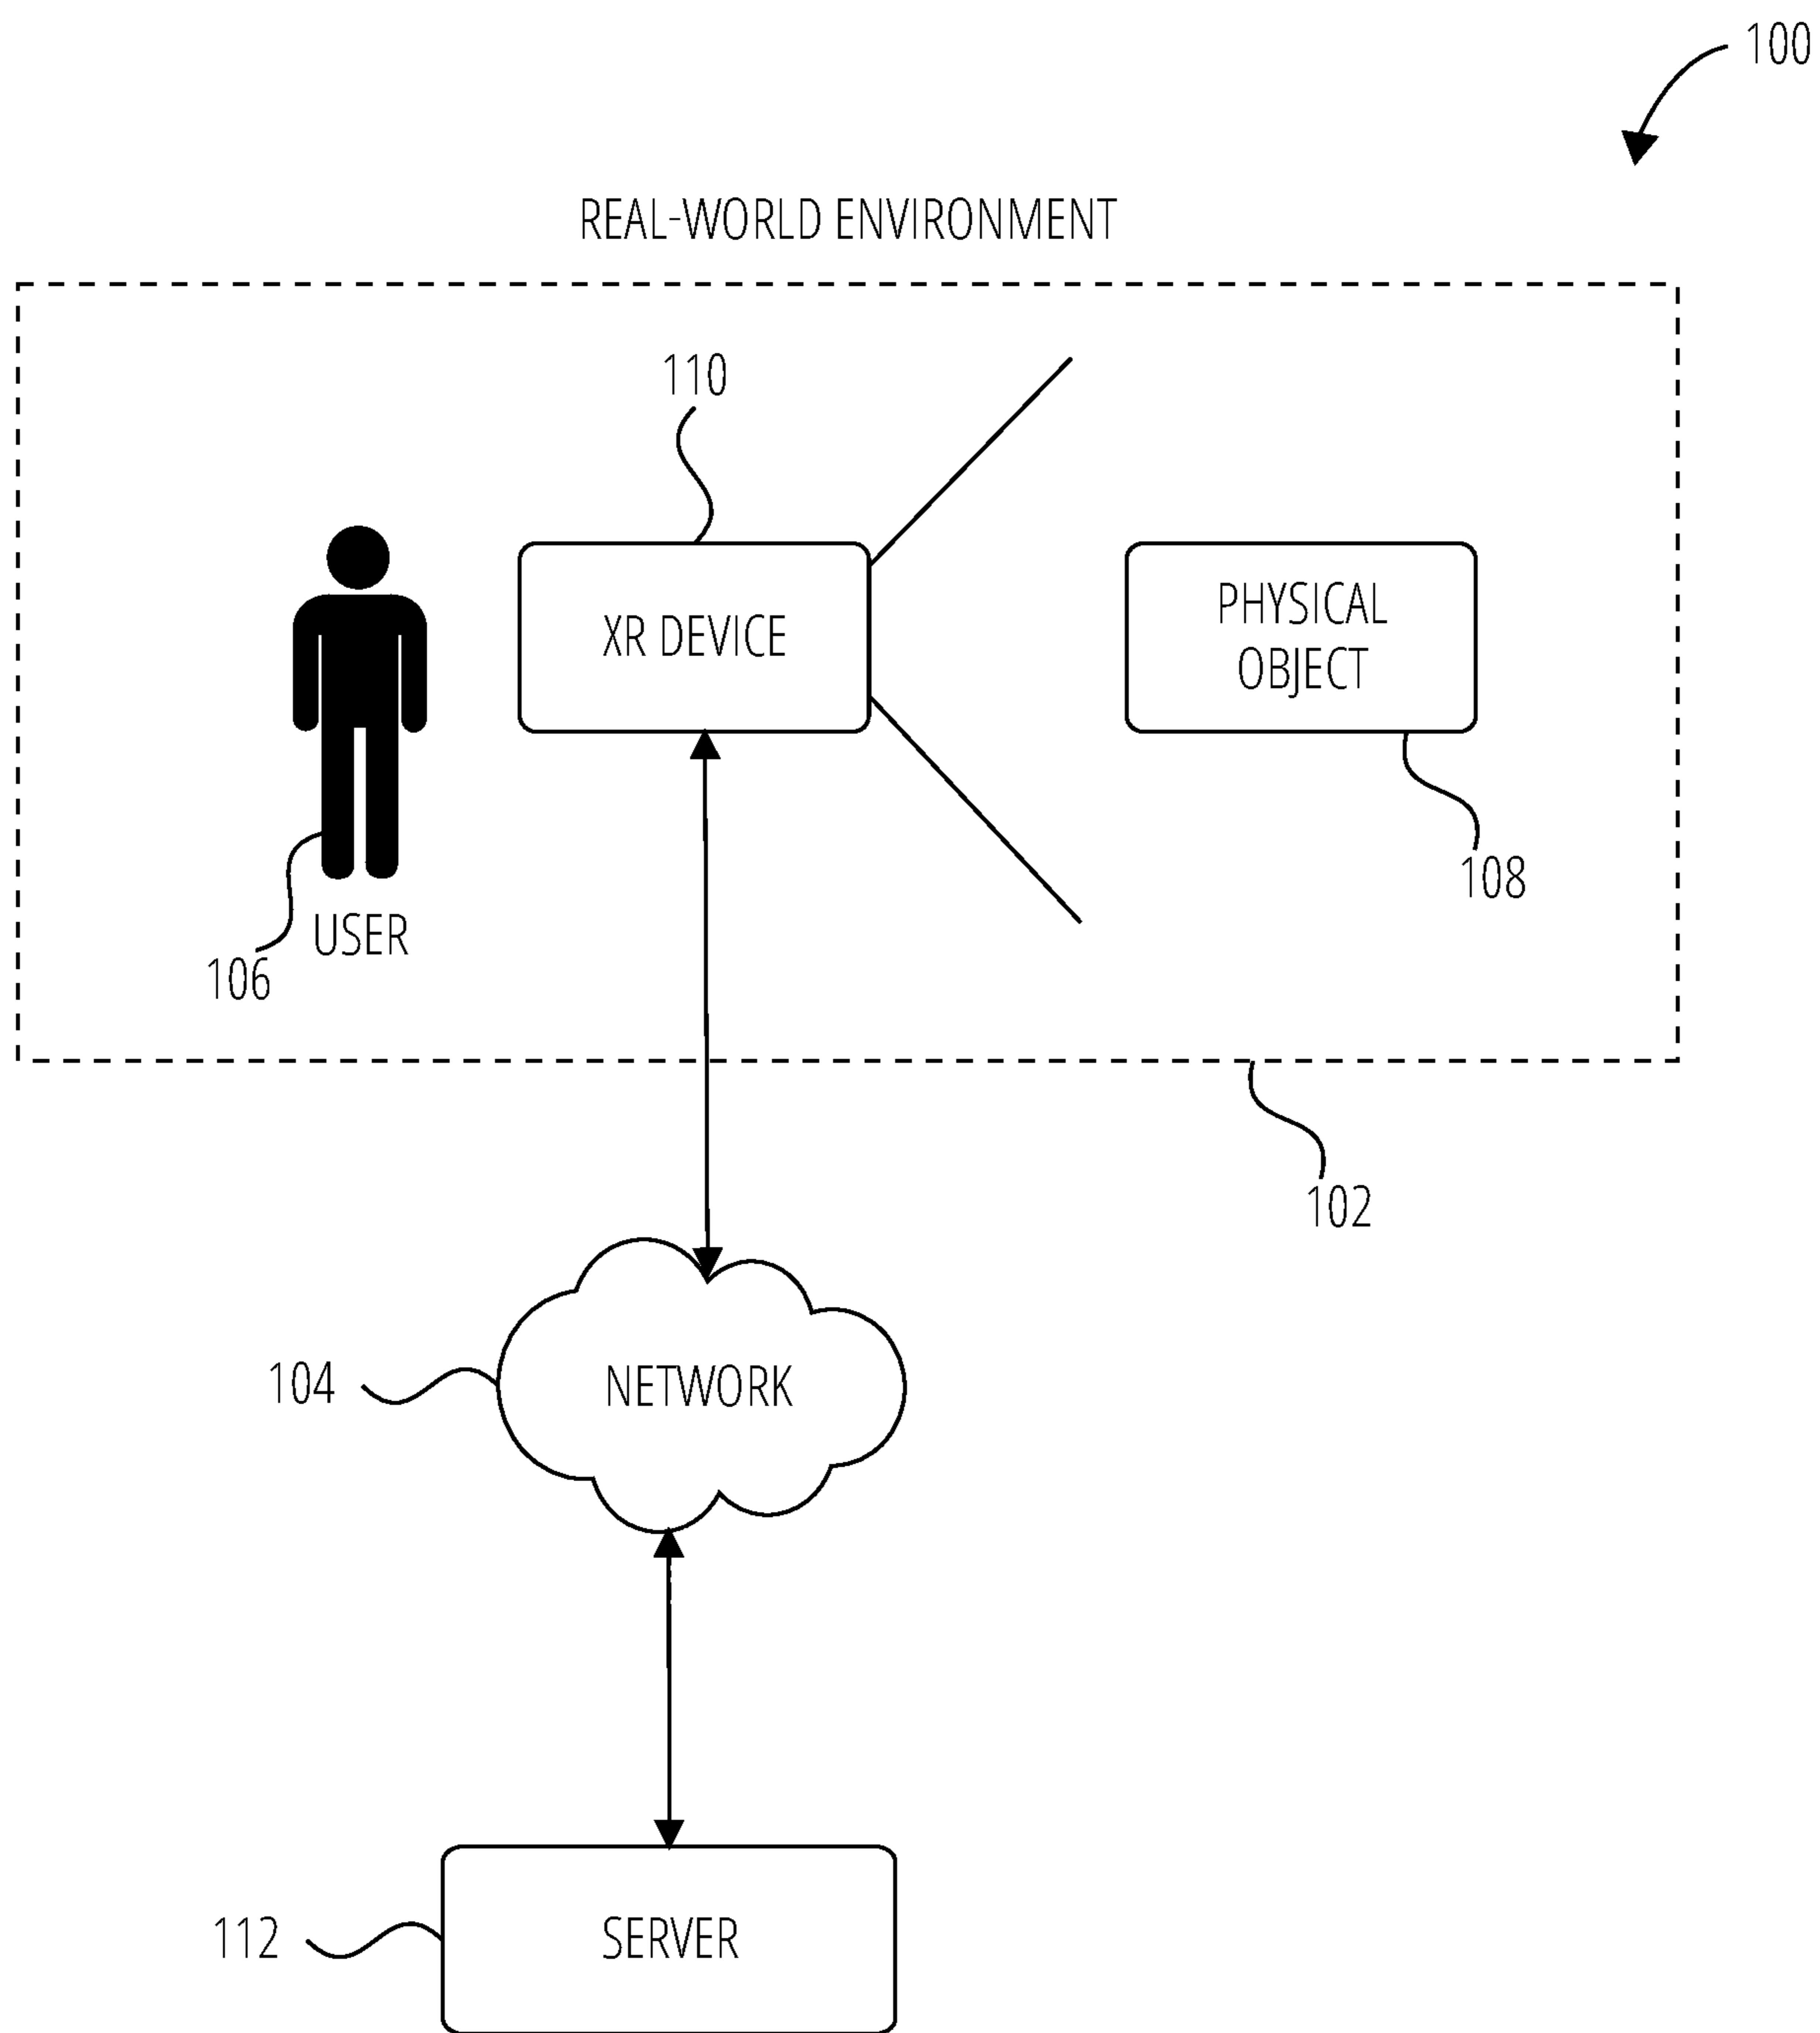 100
REAL-WORLD ENVIRONMENT
110
XR DEVICE
PHYSICAL
OBJECT
108
USER
106
102
104
NETWORK
112
SERVER